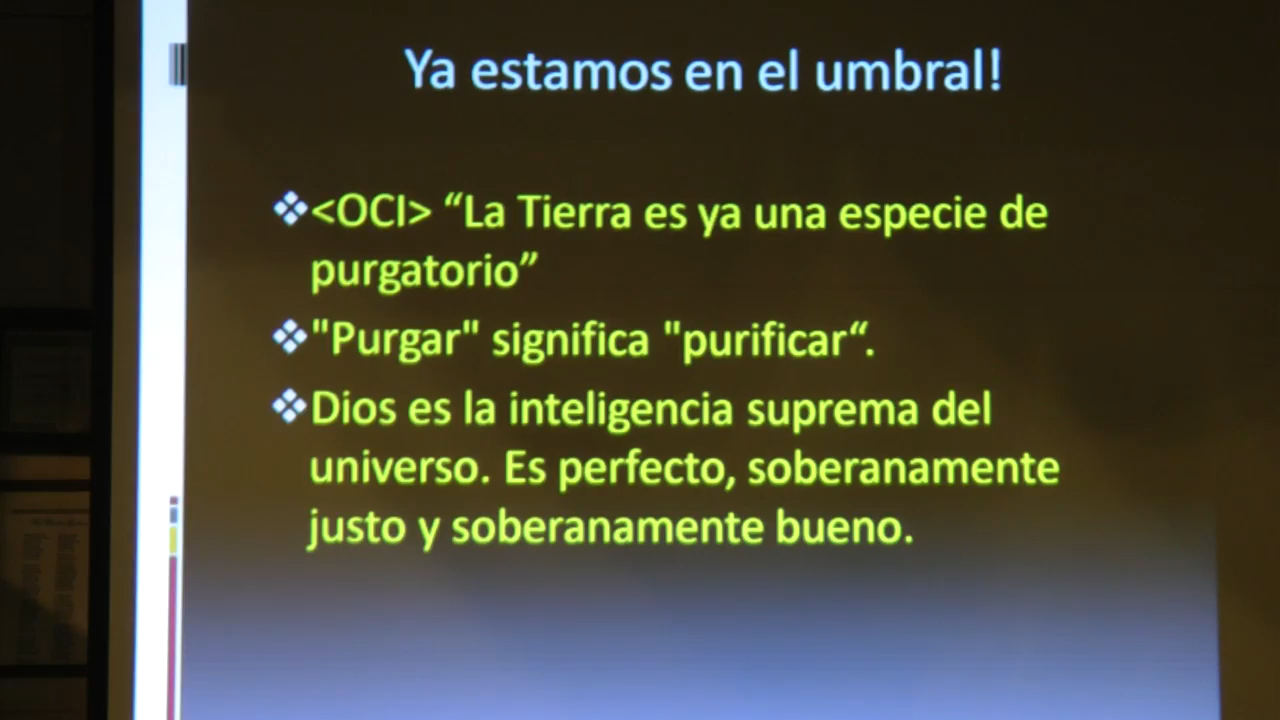 Ya estamos en el umbral!
<OCI> “La Tierra es ya una especie de
purgatorio”
"Purgar" significa "purificar“.
Dios es la inteligencia suprema del
universo. Es perfecto, soberanamente
justo y soberanamente bueno.